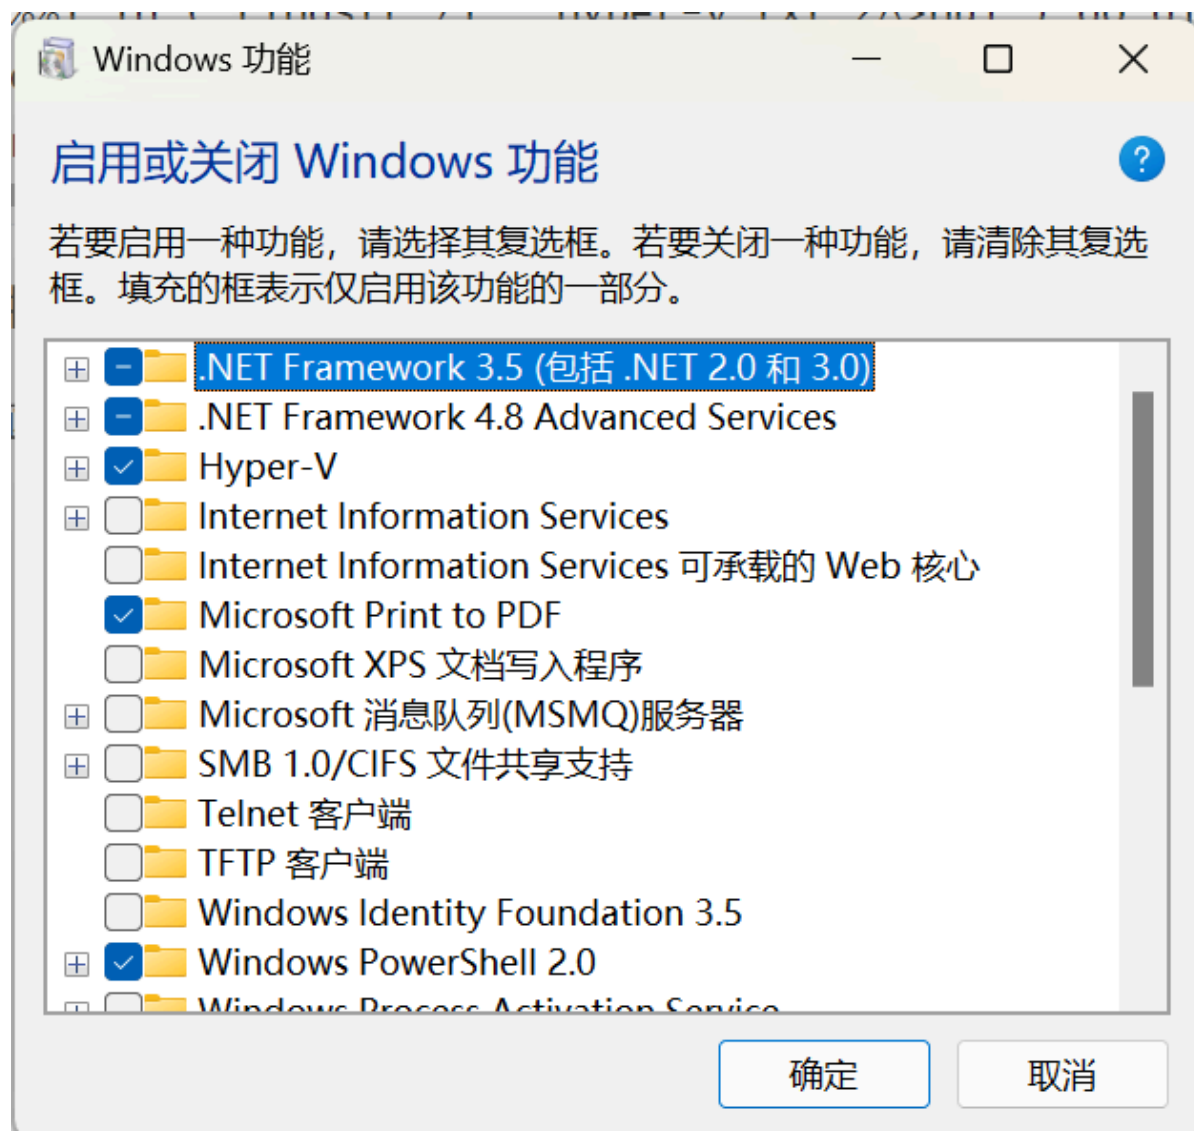 Windows 功能
启用或关闭 Windows 功能
若要启用一种功能，请选择其复选框。若要关闭一种功能，请清除其复选
框。填充的框表示仅启用该功能的一部分。
.NET Framework 3.5 (包括 .NET 2.0 和 3.0)
.NET Framework 4.8 Advanced Services
Hyper-V
Internet Information Services
Internet Information Services 可承载的 Web 核心
Microsoft Print to PDF
Microsoft XPS 文档写入程序
Microsoft 消息队列(MSMQ)服务器
SMB 1.0/CIFS 文件共享支持
Telnet 客户端
TFTP 客户端
Windows Identity Foundation 3.5
Windows PowerShell 2.0
Windows Process Activation Service
确定
取消